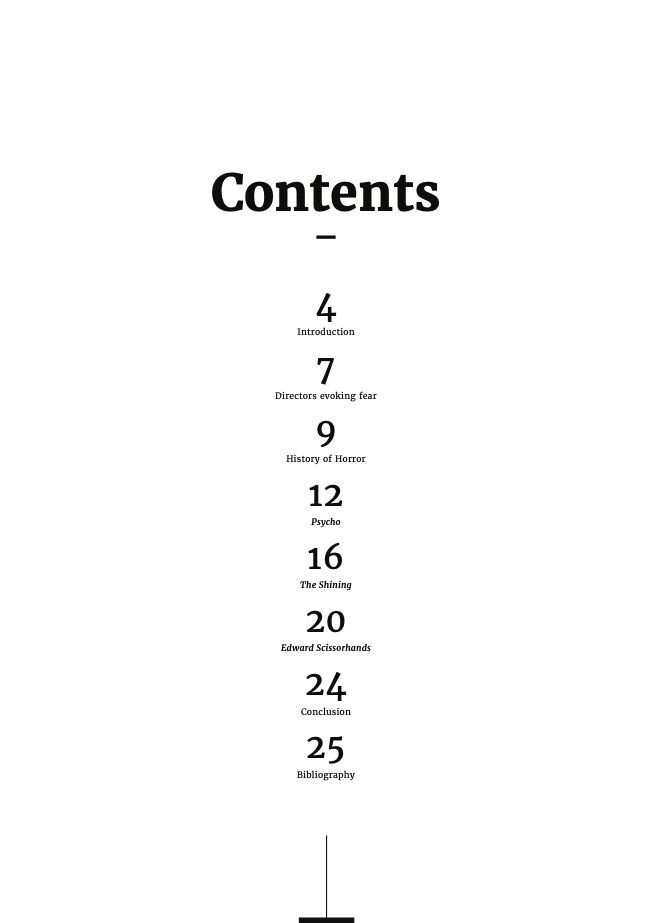 Contents
–
4
Introduction
7
Directors evoking fear
9
History of Horror
12
Psycho
16
The Shining
20
Edward Scissorhands
24
Conclusion
25
Bibliography